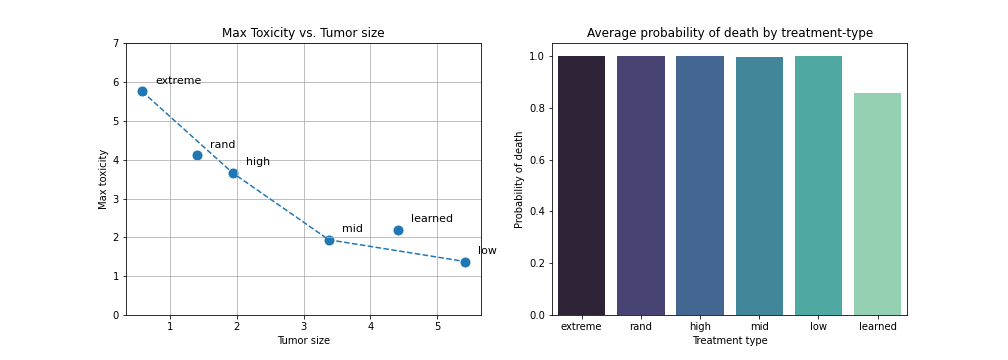 Max Toxicity vs. Tumor size
7
6
5
4
3
2
1
0
Max toxicity
extreme
rand
high
mid
learned
low
1 2 3 4 5
Tumor size
Average probability of death by treatment-type
1.0
0.8
0.6
0.4
0.2
0.0
Probability of death
extreme rand high mid low learned
Treatment type